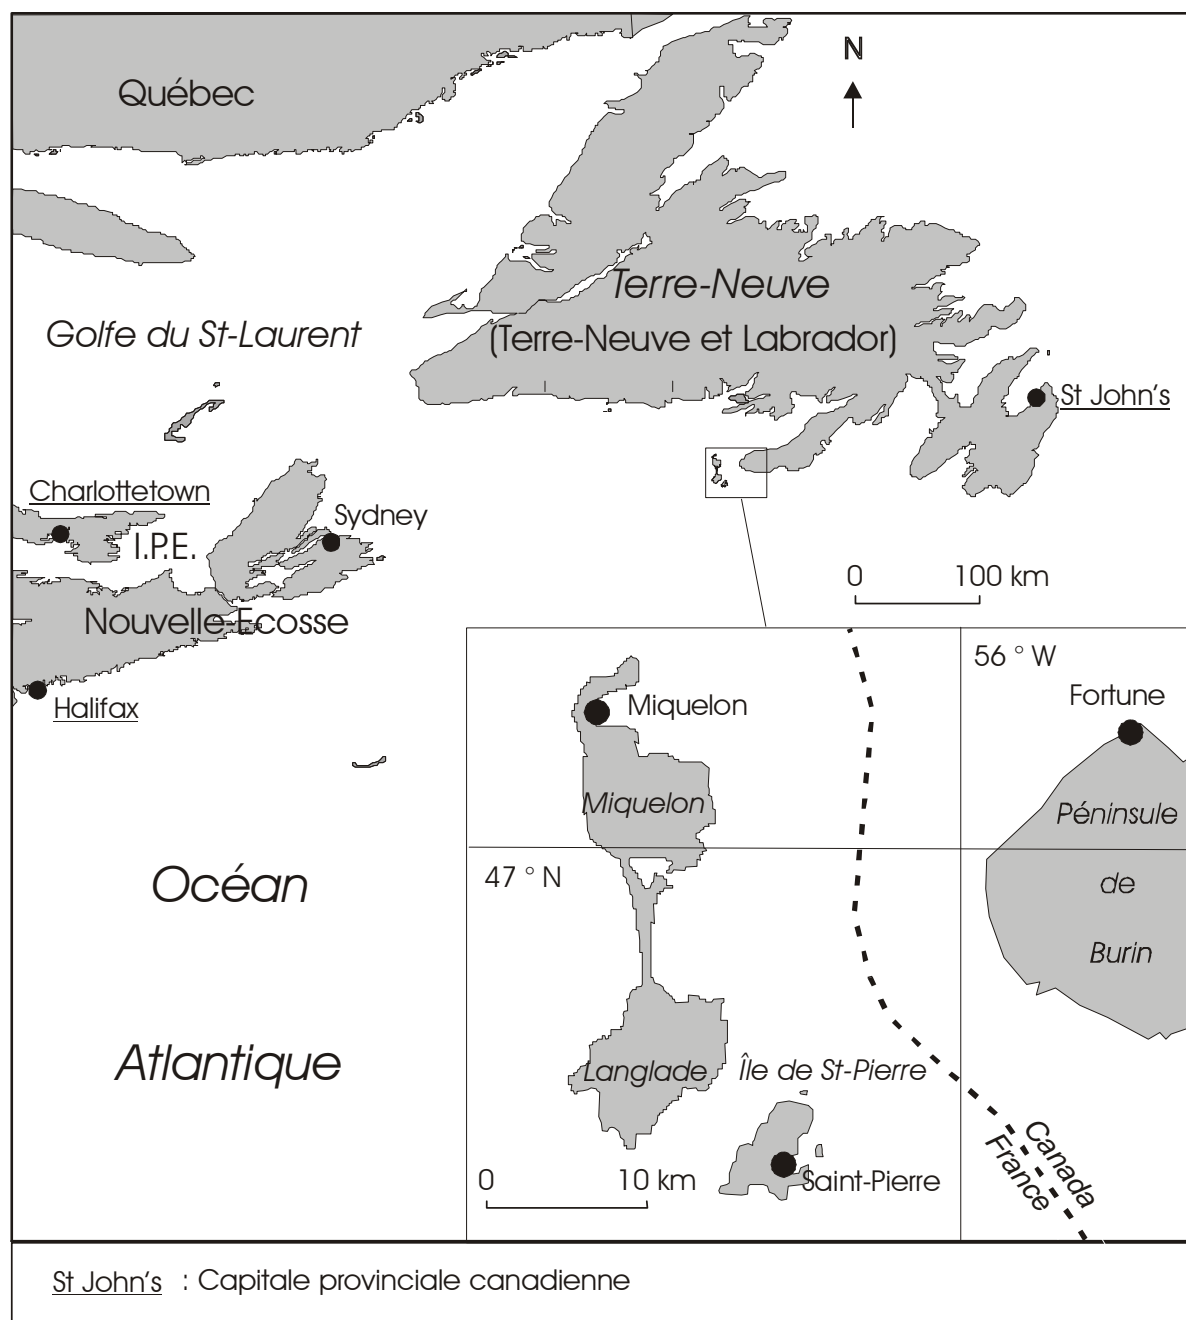 N
Québec
Terre-Neuve
(Terre-Neuve et Labrador)
Golfe du St-Laurent
St John's
Charlottetown
Sydney
I.P.E.
0 100 km
Nouvelle-Ecosse
Halifax
56 ° W
Fortune
Miquelon
Miquelon
Péninsule
de
Burin
47 ° N
Océan
Atlantique
Langlade
Île de St-Pierre
Canada
France
0 10 km
Saint-Pierre
St John's : Capitale provinciale canadienne